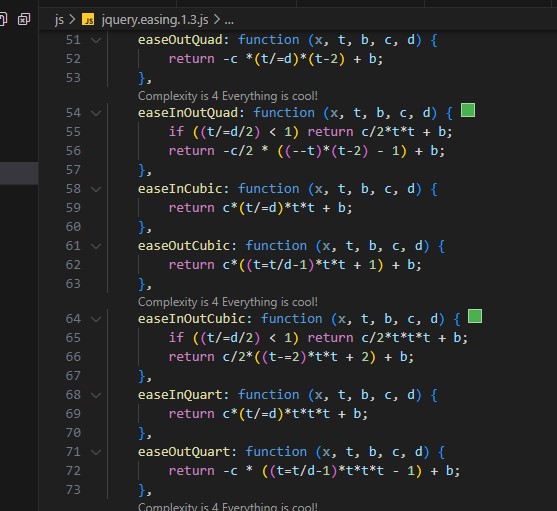 js > JS jquery.easing.1.3.js > ...
51 easeOutQuad: function (x, t, b, c, d) {
52 return -c *(t/=d)*(t-2) + b;
53 },
Complexity is 4 Everything is cool!
54 easeInOutQuad: function (x, t, b, c, d) {
55 if ((t/=d/2) < 1) return c/2*t*t + b;
56 return -c/2 * ((--t)*(t-2) - 1) + b;
57 },
58 easeInCubic: function (x, t, b, c, d) {
59 return c*(t/=d)*t*t + b;
60 },
61 easeOutCubic: function (x, t, b, c, d) {
62 return c*((t=t/d-1)*t*t + 1) + b;
63 },
Complexity is 4 Everything is cool!
64 easeInOutCubic: function (x, t, b, c, d) {
65 if ((t/=d/2) < 1) return c/2*t*t*t + b;
66 return c/2*((t-=2)*t*t + 2) + b;
67 },
68 easeInQuart: function (x, t, b, c, d) {
69 return c*(t/=d)*t*t*t + b;
70 },
71 easeOutQuart: function (x, t, b, c, d) {
72 return -c * ((t=t/d-1)*t*t*t - 1) + b;
73 },
Complexity is 4 Everything is cool!